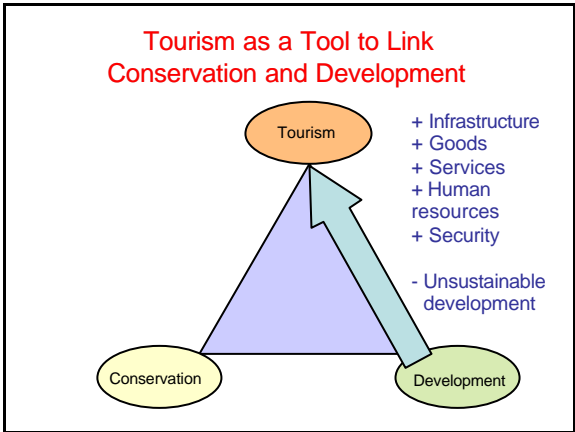 Tourism as a Tool to Link
Conservation and Development
Tourism
+ Infrastructure
+ Goods
+ Services
+ Human
resources
+ Security
- Unsustainable
development
Conservation
Development